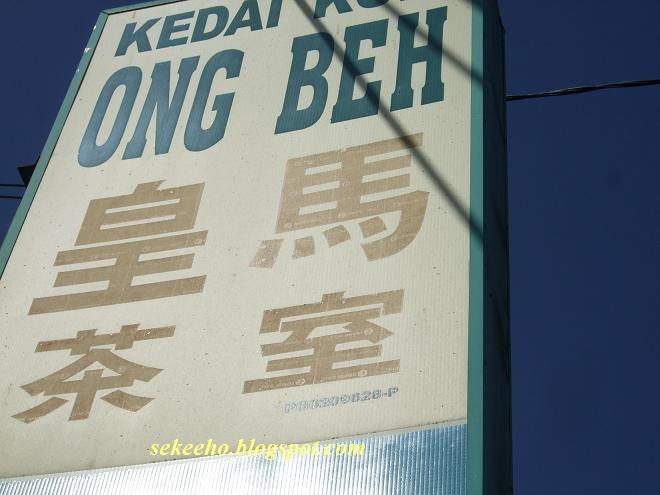 KEDAI
ONG BEH
皇 馬
茶 室
sekeeho.blogspot.com